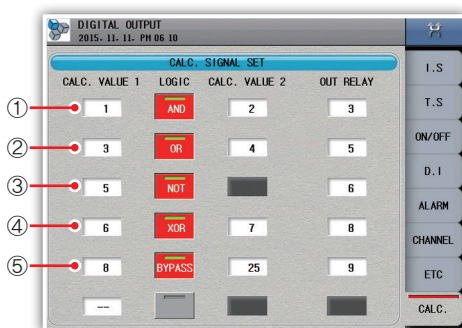 DIGITAL OUTPUT
2015. 11. 11. PM 06 10
CALC. SIGNAL SET
CALC. VALUE 1 LOGIC CALC. VALUE 2 OUT RELAY
① 1 AND 2 3
② 3 OR 4 5
③ 5 NOT 6
④ 6 XOR 7 8
⑤ 8 BYPASS 25 9
--
I.S
T.S
ON/OFF
D.I
ALARM
CHANNEL
ETC
CALC.